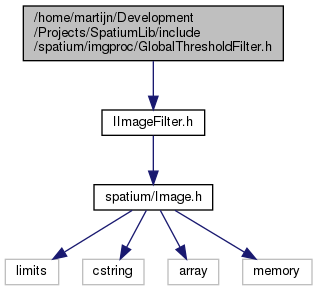 /home/martijn/Development
/Projects/SpatiumLib/include
/spatium/imgproc/GlobalThresholdFilter.h
IImageFilter.h
spatium/Image.h
limits
cstring
array
memory